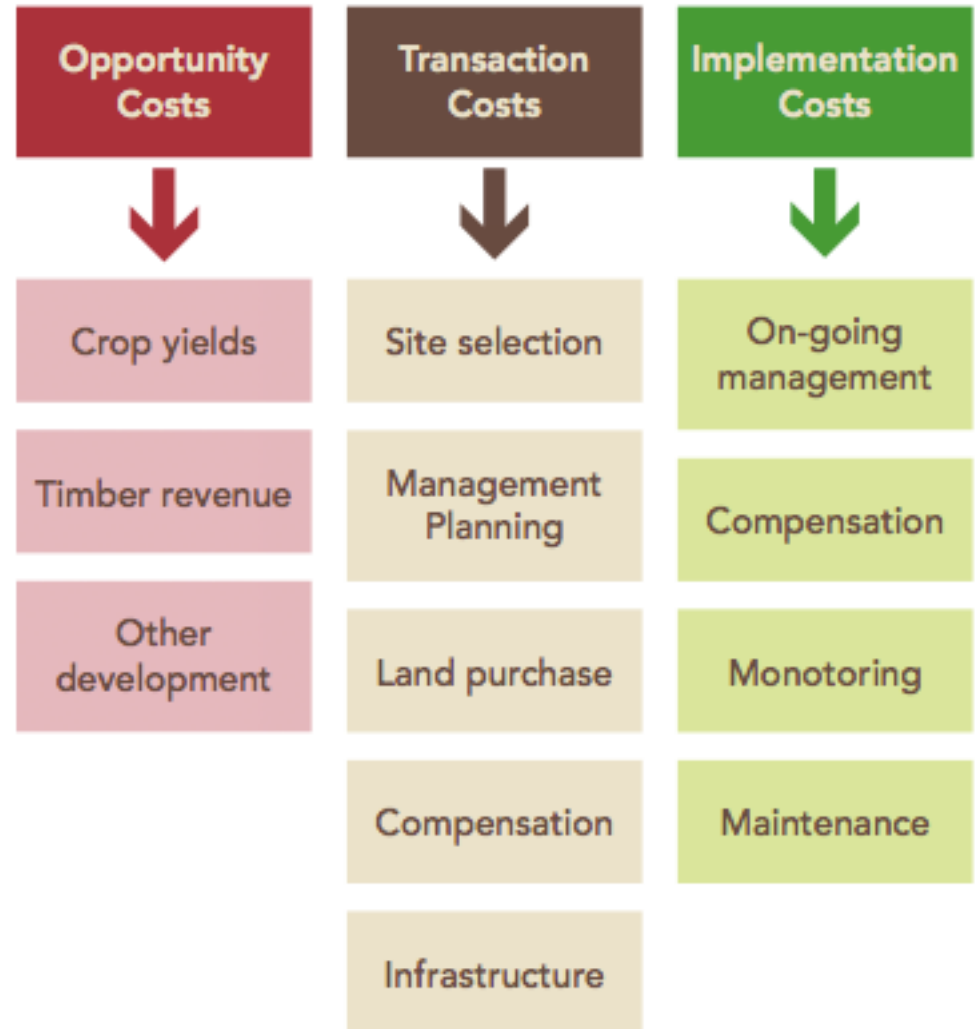 Opportunity
Costs
Transaction
Costs
Implementation
Costs
Crop yields
Timber revenue
Other
development
Site selection
Management
Planning
Land purchase
Compensation
Infrastructure
On-going
management
Compensation
Monotoring
Maintenance